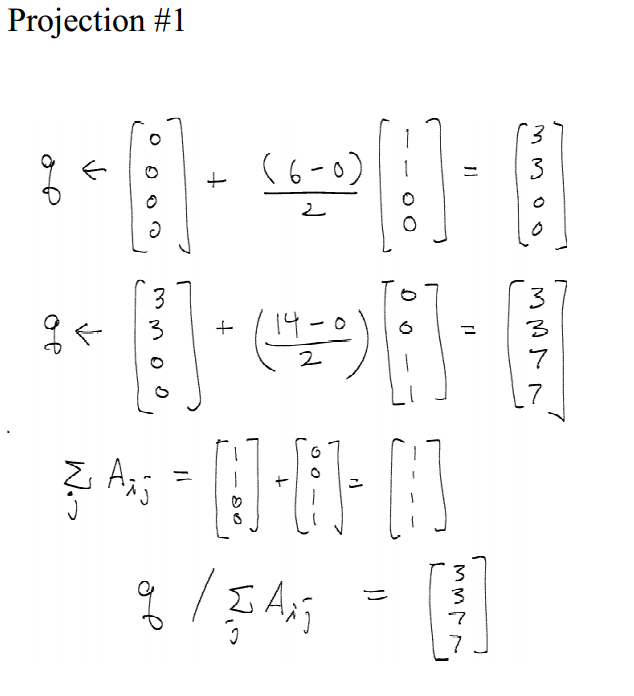 Projection #1
q ← [0 0 0 0] + (6-0)/2 [1 1 0 0] = [3 3 0 0]
q ← [3 3 0 0] + (14-0)/2 [0 0 1 1] = [3 3 7 7]
Σ_j A_ij = [1 1 0 0] + [0 0 1 1] = [1 1 1 1]
q / Σ_j A_ij = [3 3 7 7]